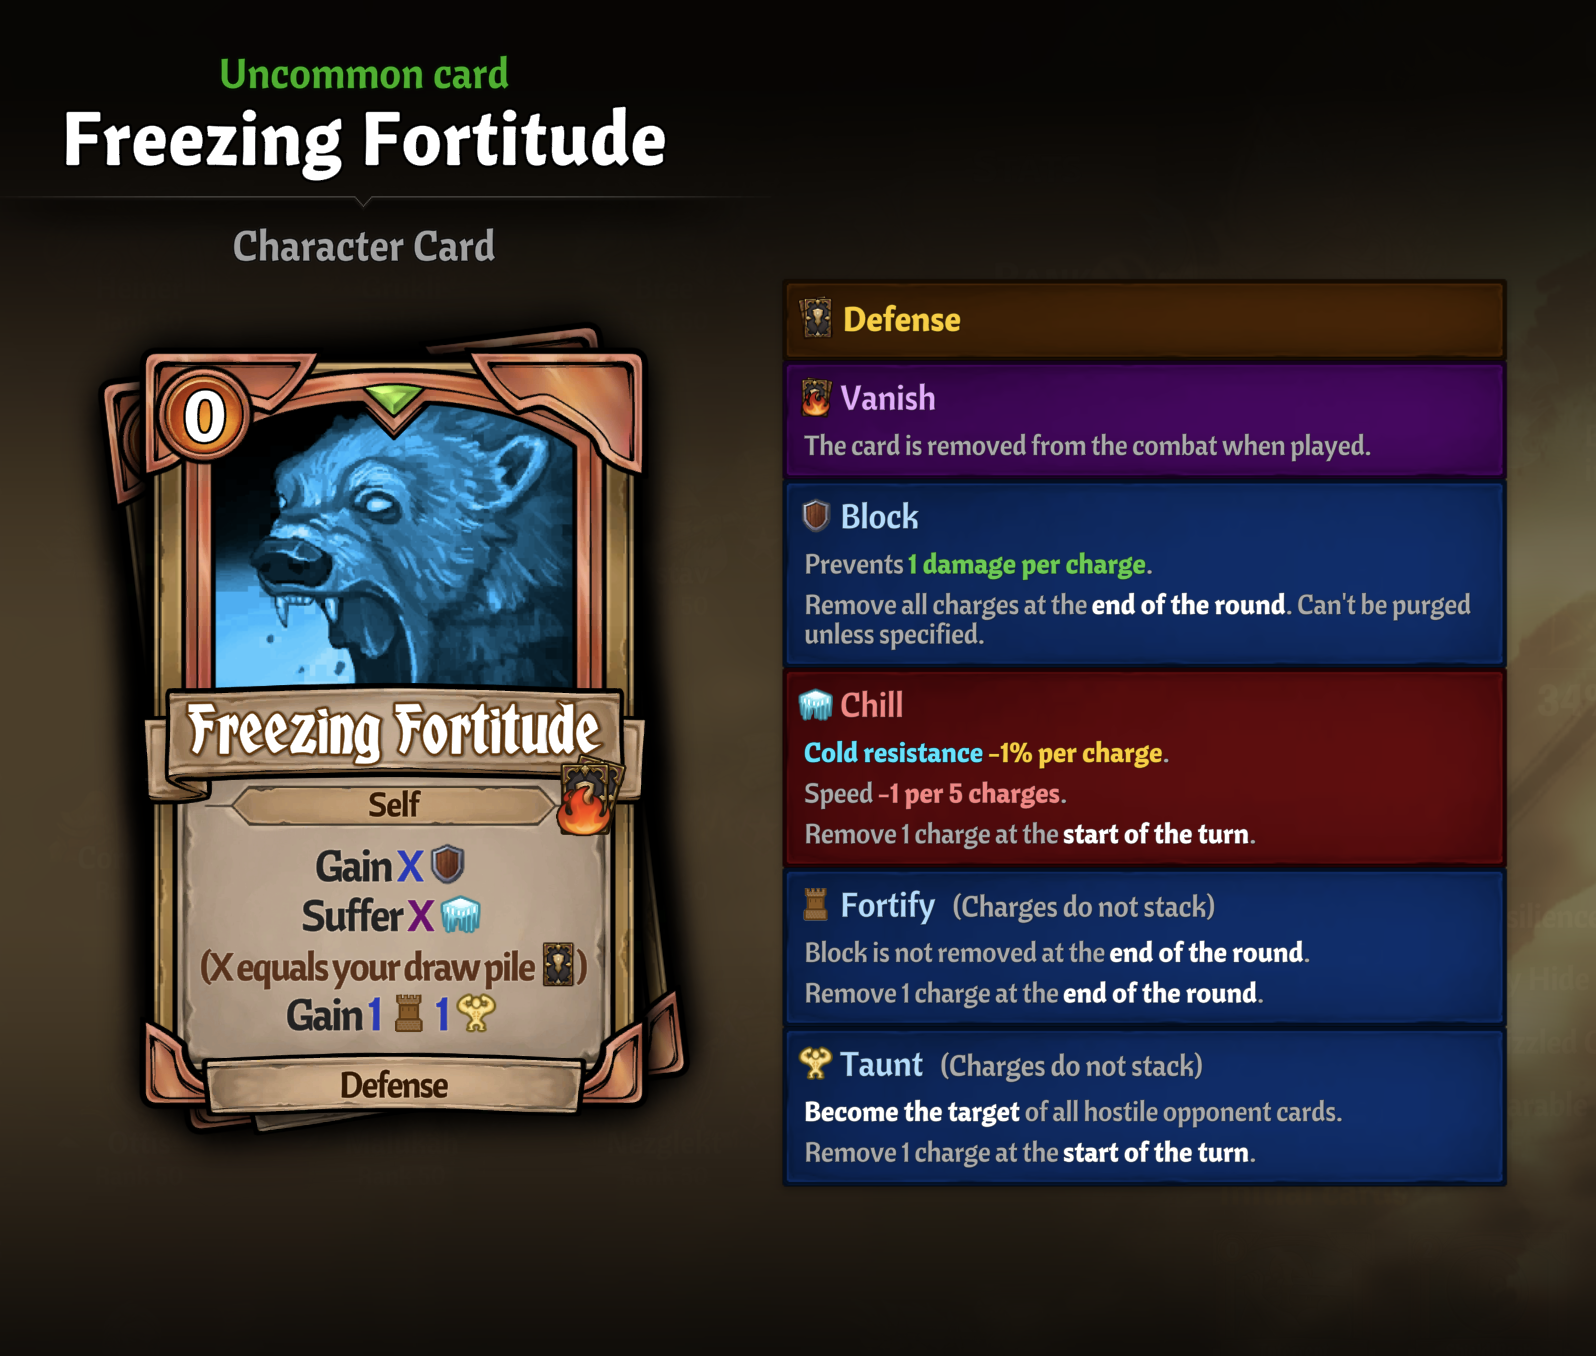 Uncommon card
Freezing Fortitude
Character Card
0
Freezing Fortitude
Self
Gain X
Suffer X
(X equals your draw pile )
Gain 1 1
Defense
Defense
Vanish
The card is removed from the combat when played.
Block
Prevents 1 damage per charge.
Remove all charges at the end of the round. Can't be purged
unless specified.
Chill
Cold resistance -1% per charge.
Speed -1 per 5 charges.
Remove 1 charge at the start of the turn.
Fortify (Charges do not stack)
Block is not removed at the end of the round.
Remove 1 charge at the end of the round.
Taunt (Charges do not stack)
Become the target of all hostile opponent cards.
Remove 1 charge at the start of the turn.